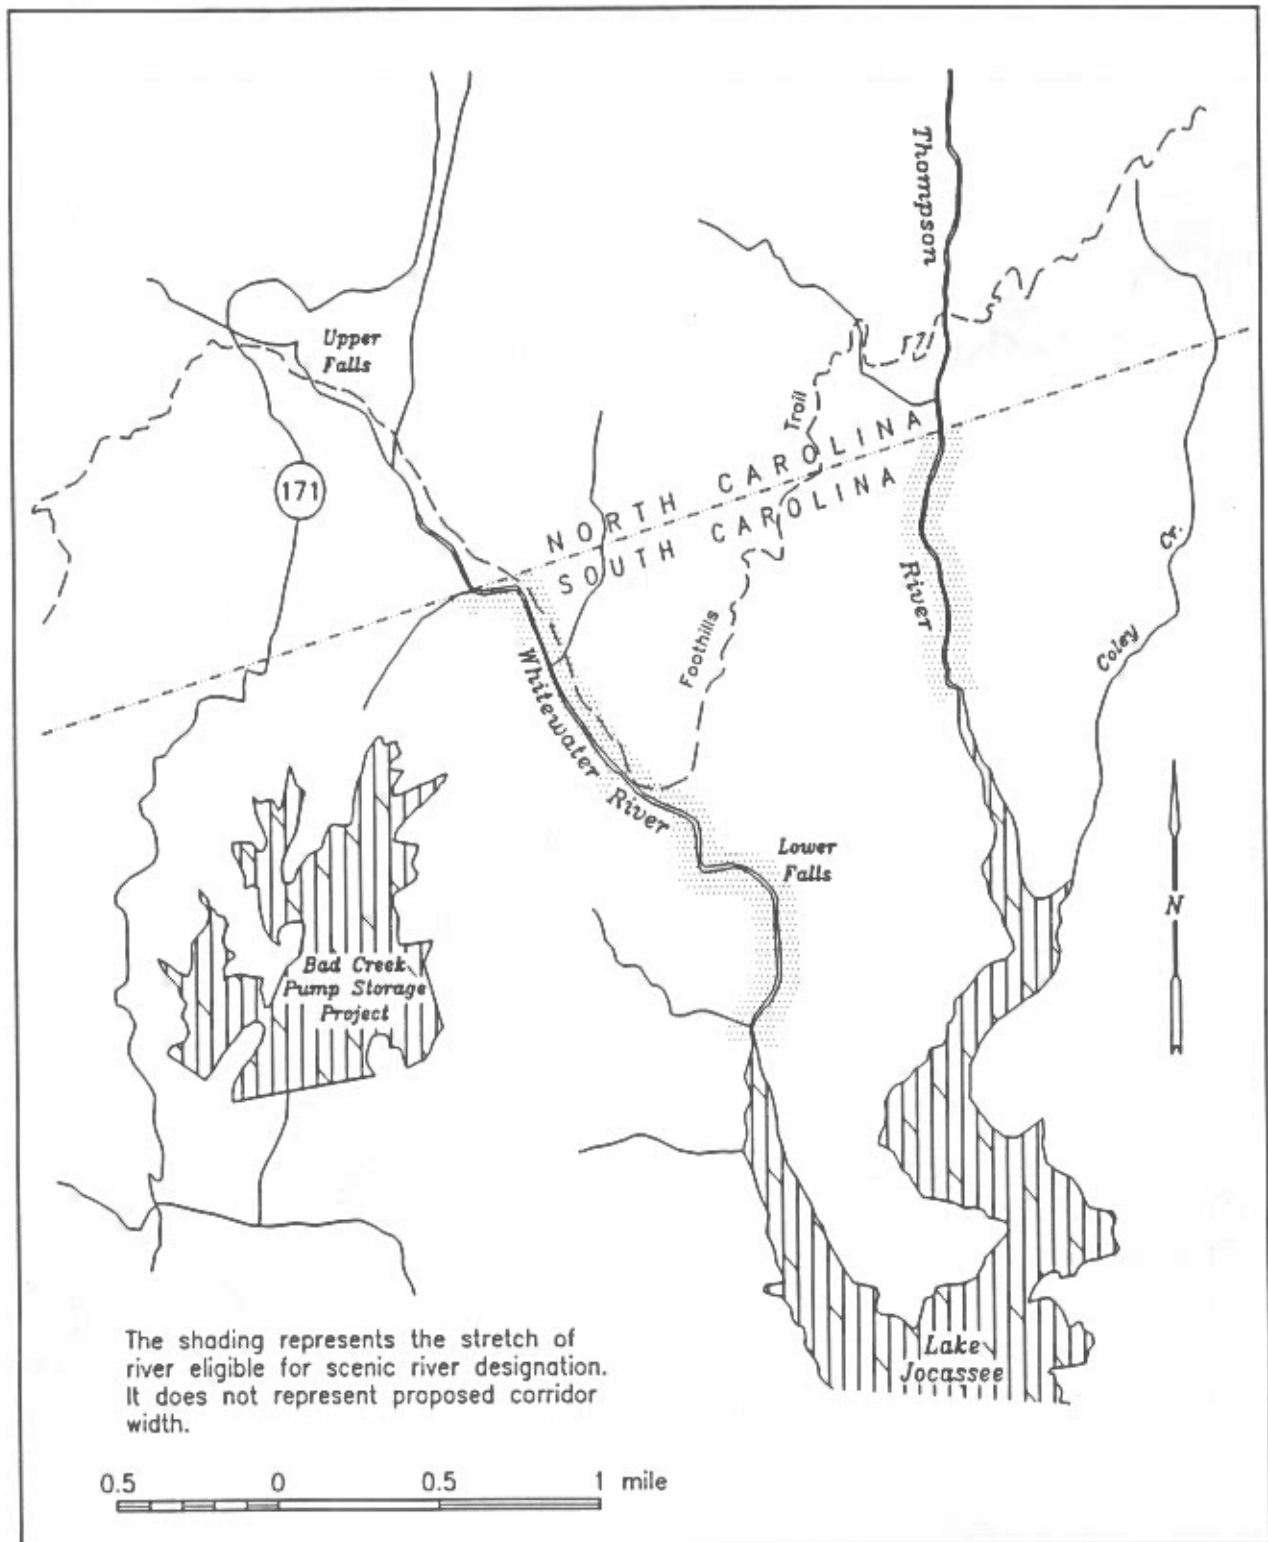 Thompson
River
Upper
Falls
171
Trail
NORTH CAROLINA
SOUTH CAROLINA
Foothills
Cr.
Coley
Whitewater
River
Lower
Falls
N
Bad Creek
Pump Storage
Project
Lake
Jocassee
The shading represents the stretch of
river eligible for scenic river designation.
It does not represent proposed corridor
width.
0.5 0 0.5 1 mile